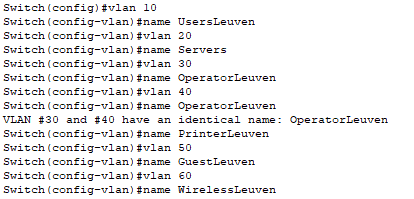 Switch(config)#vlan 10
Switch(config-vlan)#name UsersLeuven
Switch(config-vlan)#vlan 20
Switch(config-vlan)#name Servers
Switch(config-vlan)#vlan 30
Switch(config-vlan)#name OperatorLeuven
Switch(config-vlan)#vlan 40
Switch(config-vlan)#name OperatorLeuven
VLAN #30 and #40 have an identical name: OperatorLeuven
Switch(config-vlan)#name PrinterLeuven
Switch(config-vlan)#vlan 50
Switch(config-vlan)#name GuestLeuven
Switch(config-vlan)#vlan 60
Switch(config-vlan)#name WirelessLeuven